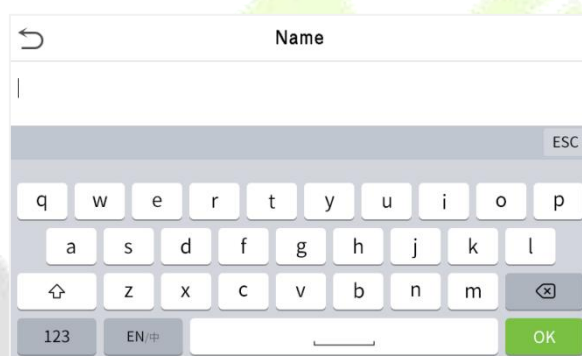 Name
ESC
q w e r t y u i o p
a s d f g h j k l
z x c v b n m
123 EN/中 OK